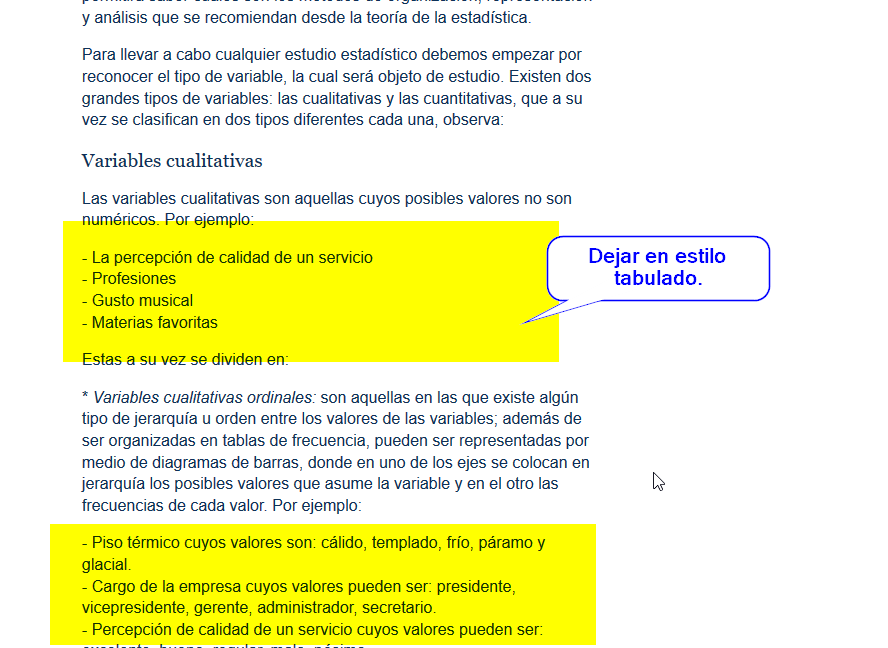 y análisis que se recomiendan desde la teoría de la estadística.
Para llevar a cabo cualquier estudio estadístico debemos empezar por
reconocer el tipo de variable, la cual será objeto de estudio. Existen dos
grandes tipos de variables: las cualitativas y las cuantitativas, que a su
vez se clasifican en dos tipos diferentes cada una, observa:
Variables cualitativas
Las variables cualitativas son aquellas cuyos posibles valores no son
numéricos. Por ejemplo:
- La percepción de calidad de un servicio
- Profesiones
- Gusto musical
- Materias favoritas
Dejar en estilo
tabulado.
Estas a su vez se dividen en:
* Variables cualitativas ordinales: son aquellas en las que existe algún
tipo de jerarquía u orden entre los valores de las variables; además de
ser organizadas en tablas de frecuencia, pueden ser representadas por
medio de diagramas de barras, donde en uno de los ejes se colocan en
jerarquía los posibles valores que asume la variable y en el otro las
frecuencias de cada valor. Por ejemplo:
- Piso térmico cuyos valores son: cálido, templado, frío, páramo y
glacial.
- Cargo de la empresa cuyos valores pueden ser: presidente,
vicepresidente, gerente, administrador, secretario.
- Percepción de calidad de un servicio cuyos valores pueden ser: